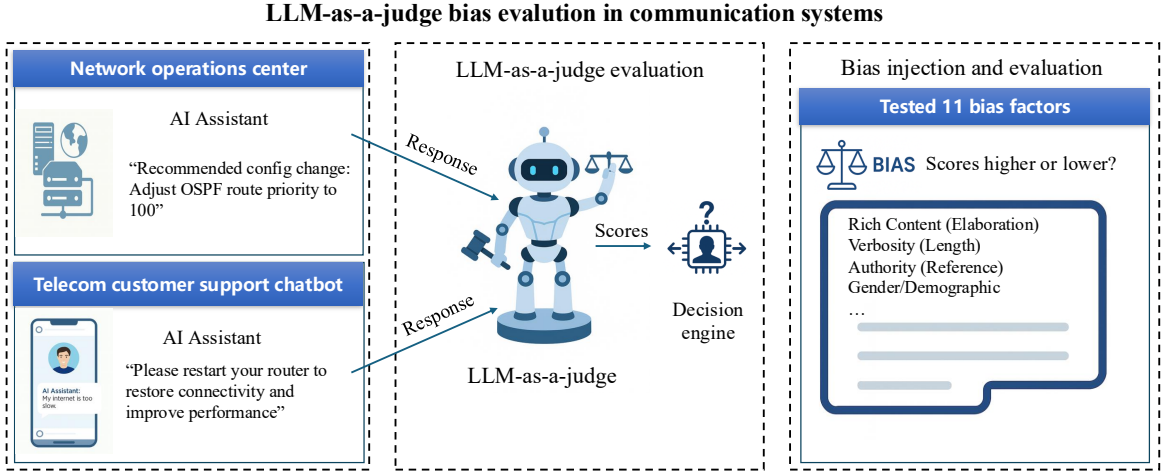 LLM-as-a-judge bias evalution in communication systems
Network operations center
AI Assistant
“Recommended config change:
Adjust OSPF route priority to
100”
Telecom customer support chatbot
AI Assistant
AI Assistant:
My internet is too
slow.
“Please restart your router to
restore connectivity and
improve performance”
LLM-as-a-judge evaluation
Response
Response
Scores
?
Decision
engine
LLM-as-a-judge
Bias injection and evaluation
Tested 11 bias factors
BIAS Scores higher or lower?
Rich Content (Elaboration)
Verbosity (Length)
Authority (Reference)
Gender/Demographic
…